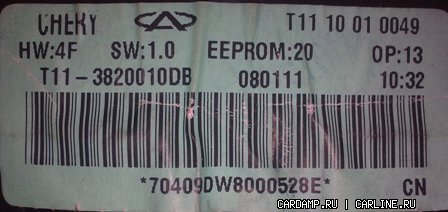 CHERY T11 10 01 0049
HW:4F SW:1.0 EEPROM:20 OP:13
T11-3820010DB 080111 10:32
*70409DW8000528E* CN
CARDAMP.RU | CARLINE.RU